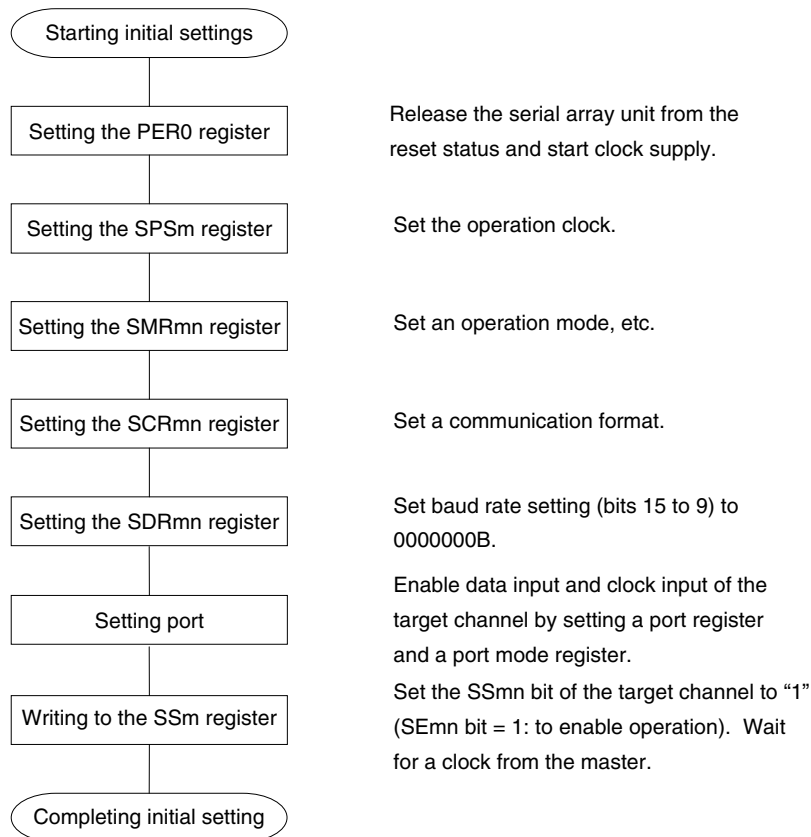 Starting initial settings
Setting the PER0 register
Release the serial array unit from the
reset status and start clock supply.
Setting the SPSm register
Set the operation clock.
Setting the SMRmn register
Set an operation mode, etc.
Setting the SCRmn register
Set a communication format.
Setting the SDRmn register
Set baud rate setting (bits 15 to 9) to
0000000B.
Setting port
Enable data input and clock input of the
target channel by setting a port register
and a port mode register.
Writing to the SSm register
Set the SSmn bit of the target channel to “1”
(SEmn bit = 1: to enable operation).  Wait
for a clock from the master.
Completing initial setting